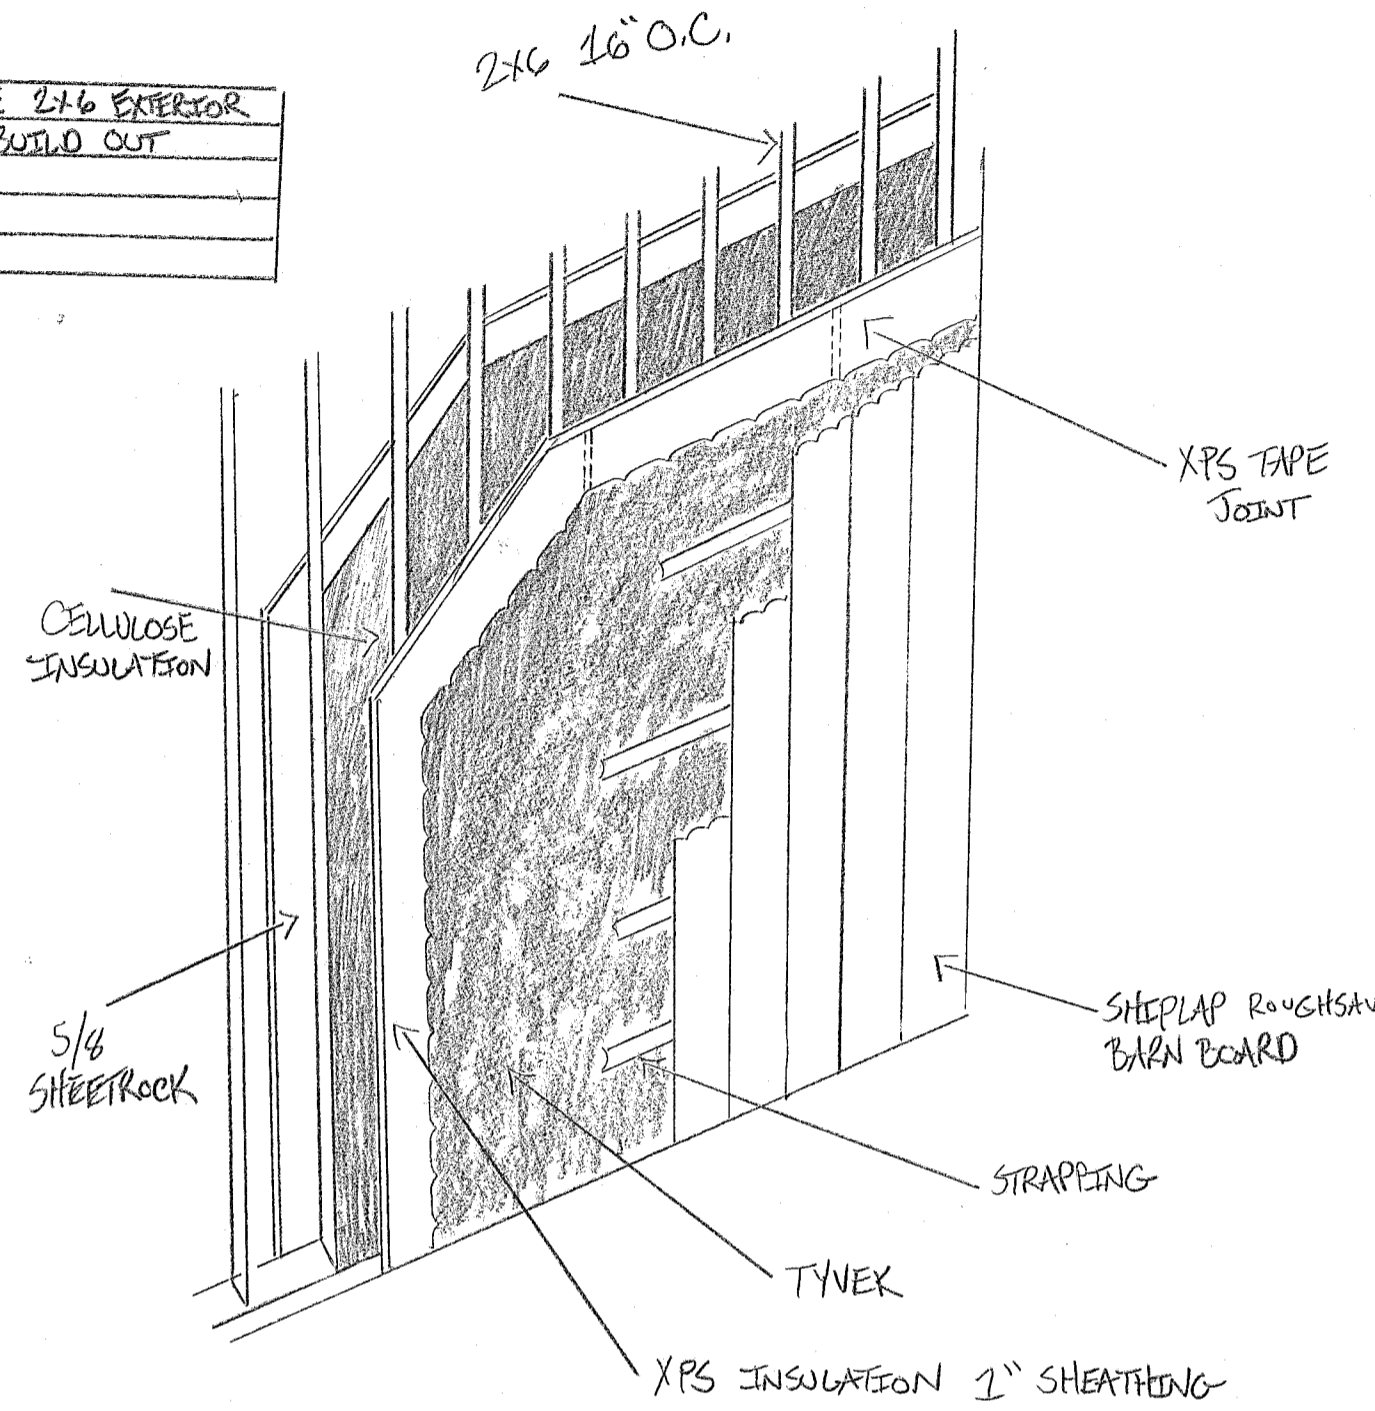 2X6 EXTERIOR
BUILD OUT
2X6 16" O.C.
XPS TAPE
JOINT
CELLULOSE
INSULATION
5/8
SHEETROCK
SHIPLAP ROUGHSAW
BARN BOARD
STRAPPING
TYVEK
XPS INSULATION 1" SHEATHING